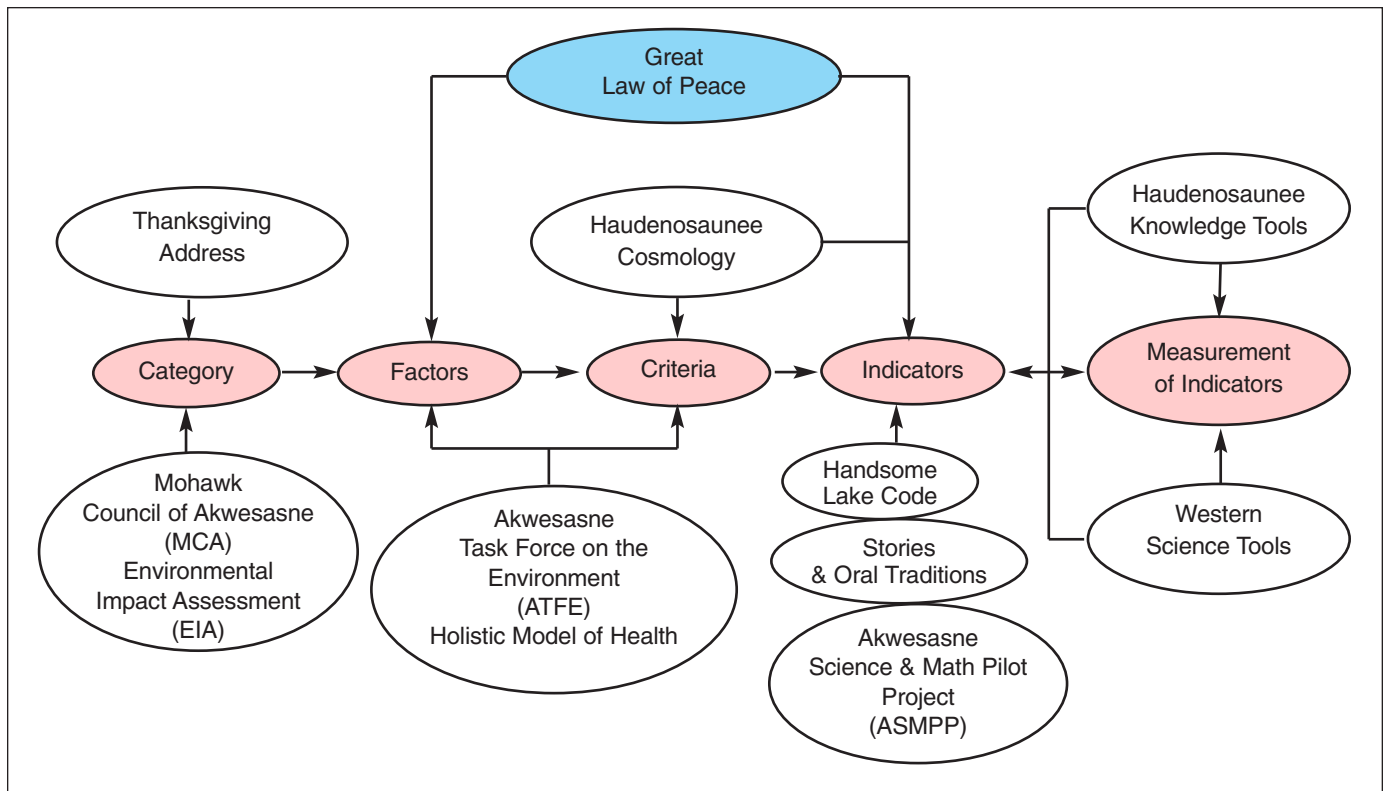 Great
Law of Peace
Thanksgiving
Address
Haudenosaunee
Cosmology
Haudenosaunee
Knowledge Tools
Category
Factors
Criteria
Indicators
Measurement
of Indicators
Mohawk
Council of Akwesasne
(MCA)
Environmental
Impact Assessment
(EIA)
Akwesasne
Task Force on the
Environment
(ATFE)
Holistic Model of Health
Handsome
Lake Code
Stories
& Oral Traditions
Akwesasne
Science & Math Pilot
Project
(ASMPP)
Western
Science Tools